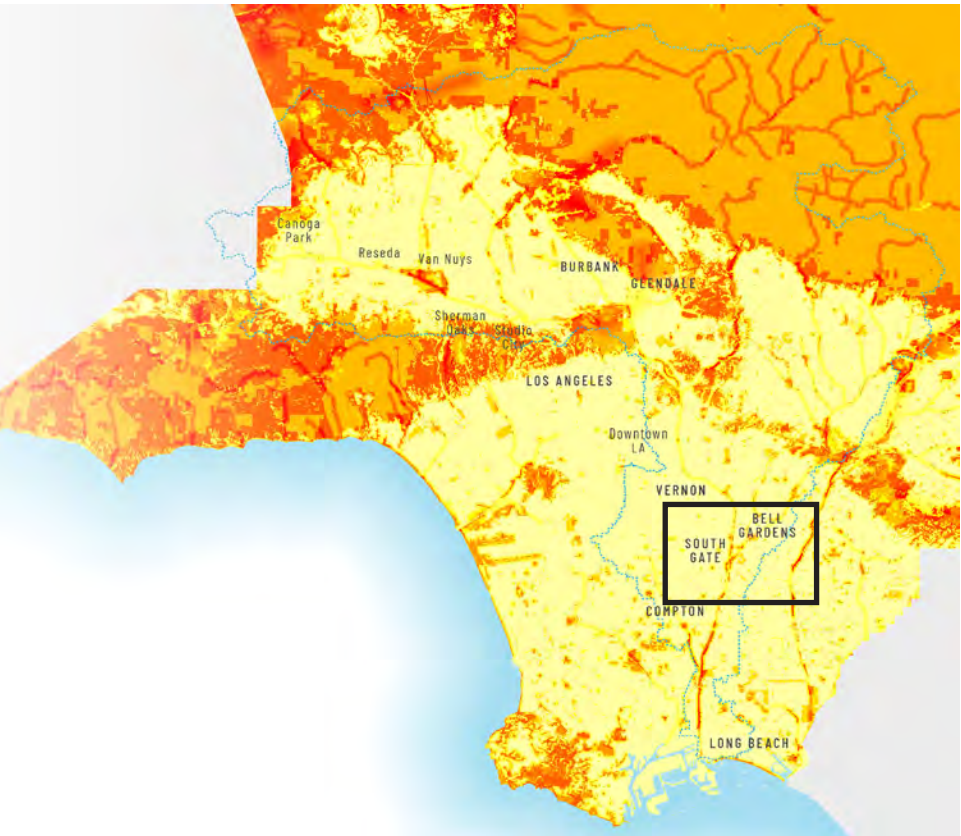 Canoga
Park
Reseda
Van Nuys
BURBANK
GLENDALE
Sherman
Oaks
Studio
City
LOS ANGELES
Downtown
LA
VERNON
BELL
GARDENS
SOUTH
GATE
COMPTON
LONG BEACH